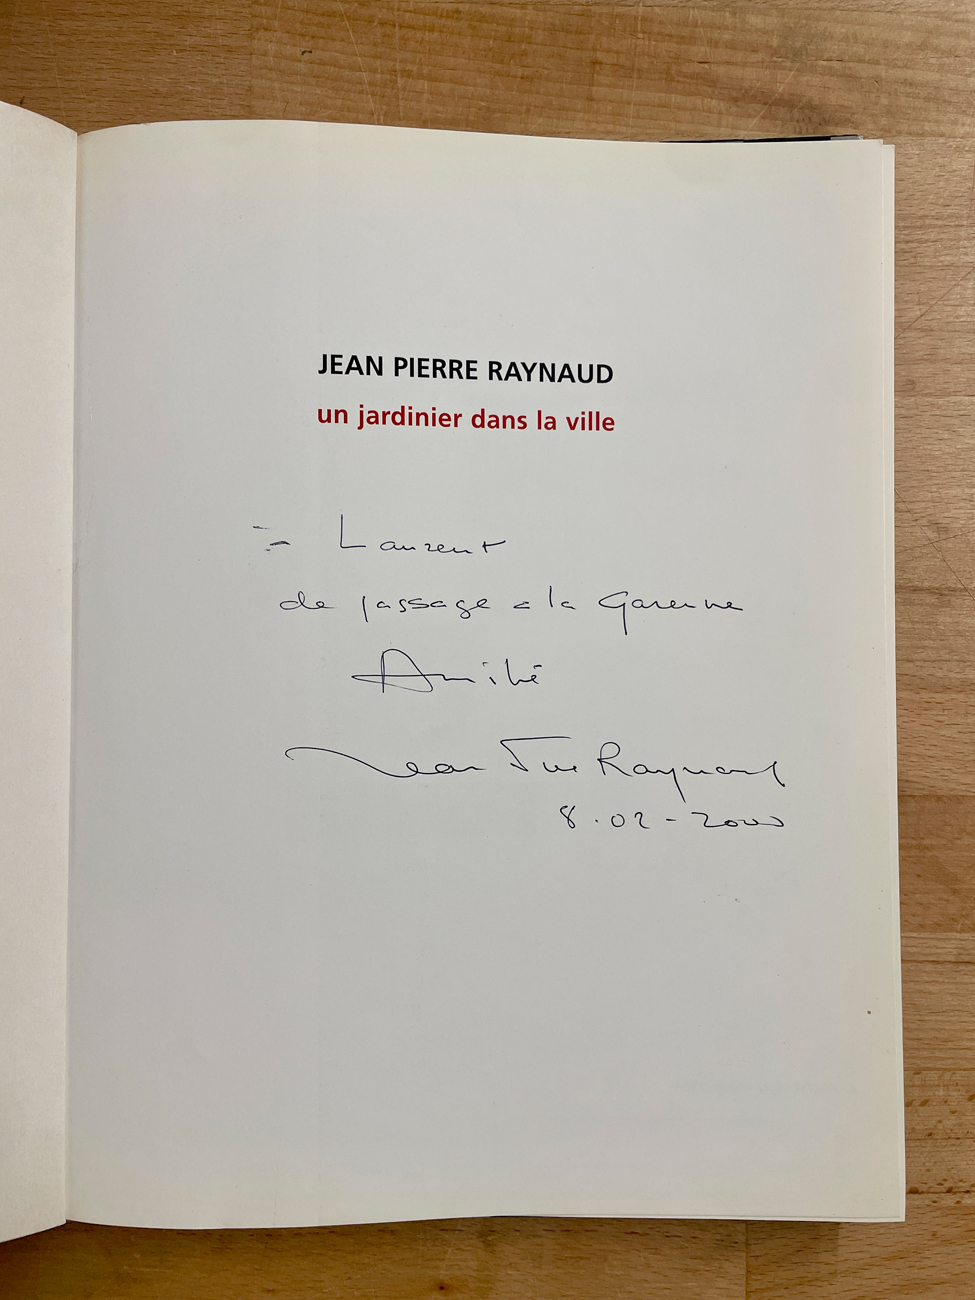 JEAN PIERRE RAYNAUD
un jardinier dans la ville
à Laurent
de passage a la Garenne
Amitié
Jean Pierre Raynaud
8.02-2000